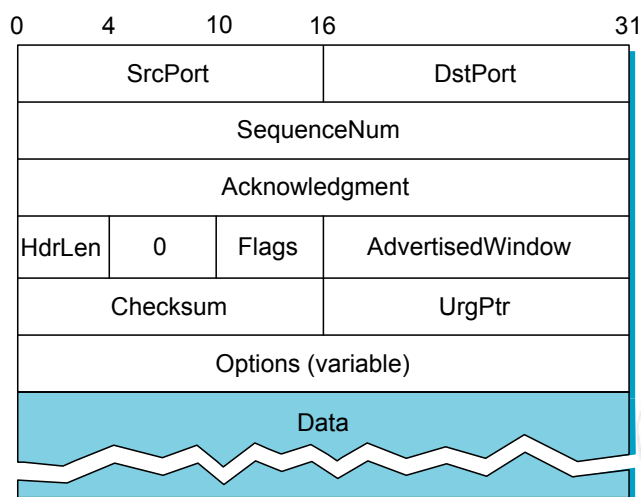 0 4 10 16 31
SrcPort DstPort
SequenceNum
Acknowledgment
HdrLen 0 Flags AdvertisedWindow
Checksum UrgPtr
Options (variable)
Data